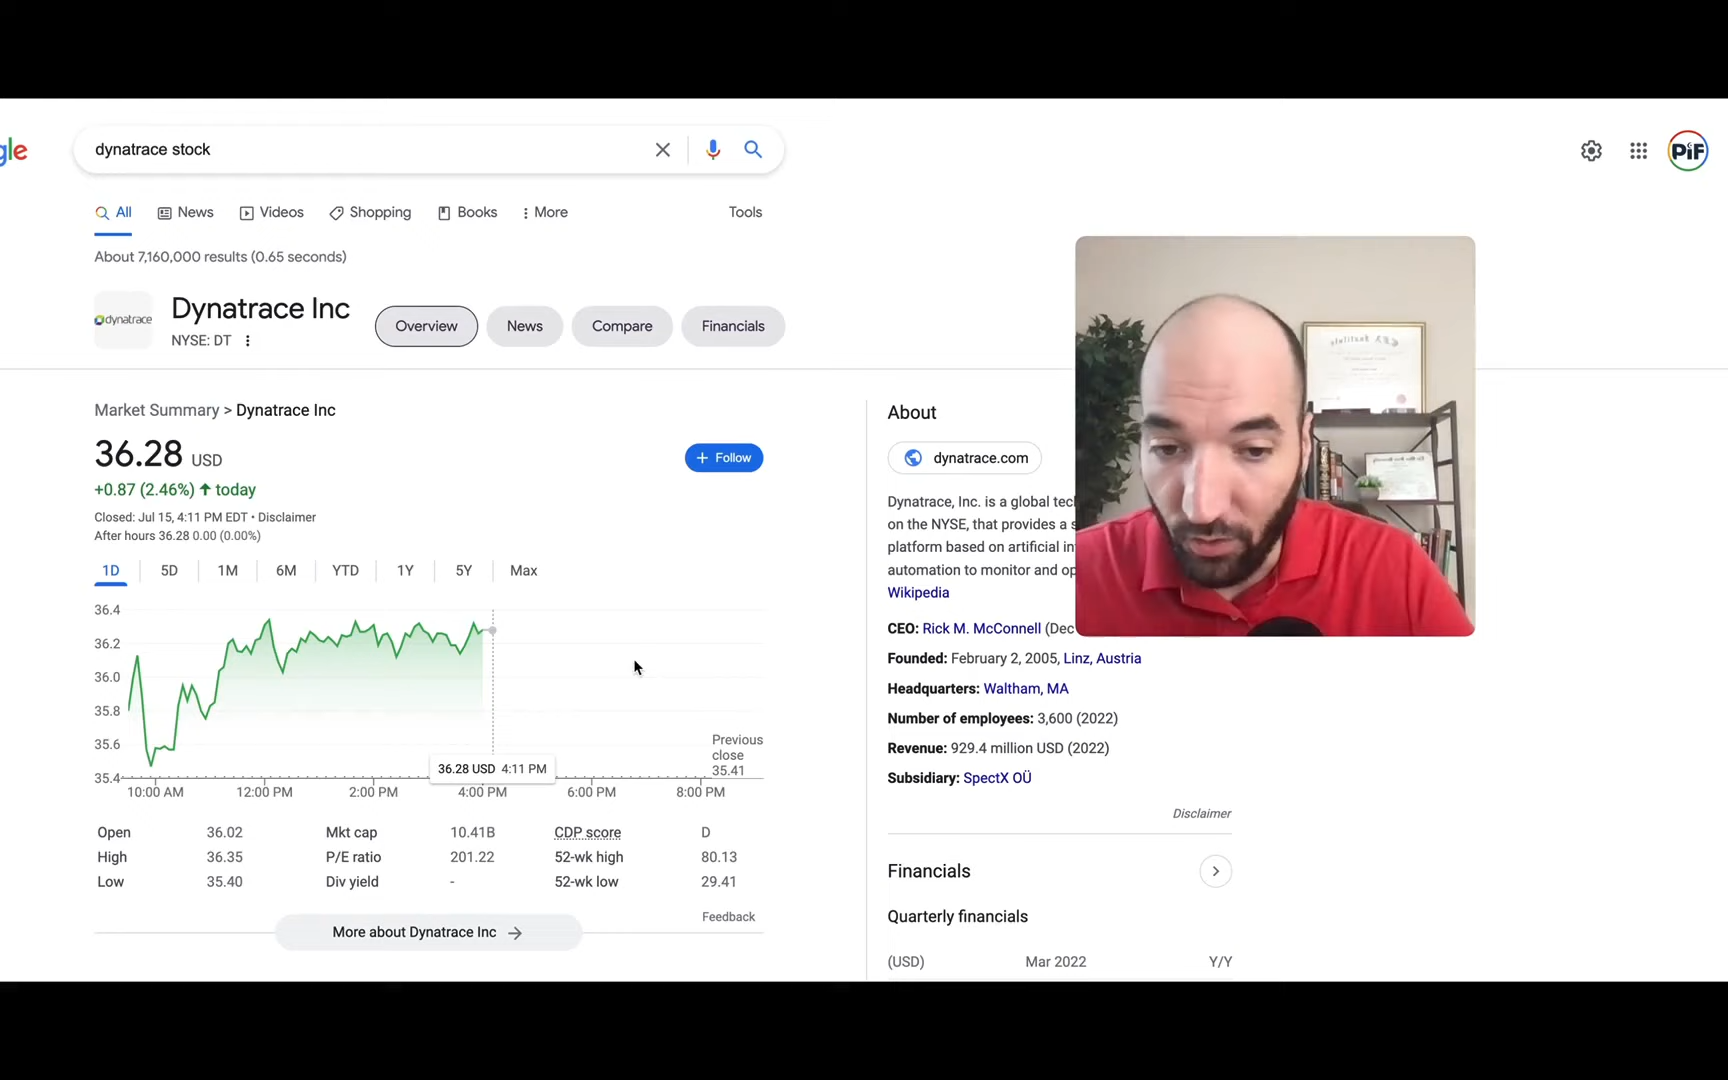 gle
dynatrace stock
PiF
All
News
Videos
Shopping
Books
More
Tools
About 7,160,000 results (0.65 seconds)
dynatrace
Dynatrace Inc
NYSE: DT
Overview
News
Compare
Financials
Market Summary > Dynatrace Inc
36.28 USD
+0.87 (2.46%) ↑ today
Closed: Jul 15, 4:11 PM EDT • Disclaimer
After hours 36.28 0.00 (0.00%)
+ Follow
1D
5D
1M
6M
YTD
1Y
5Y
Max
36.4
36.2
36.0
35.8
35.6
35.4
Previous
close
35.41
36.28 USD 4:11 PM
10:00 AM
12:00 PM
2:00 PM
4:00 PM
6:00 PM
8:00 PM
Open 36.02 Mkt cap 10.41B CDP score D
High 36.35 P/E ratio 201.22 52-wk high 80.13
Low 35.40 Div yield - 52-wk low 29.41
Feedback
More about Dynatrace Inc →
About
dynatrace.com
Dynatrace, Inc. is a global tec
on the NYSE, that provides a s
platform based on artificial in
automation to monitor and op
Wikipedia
CEO: Rick M. McConnell (Dec
Founded: February 2, 2005, Linz, Austria
Headquarters: Waltham, MA
Number of employees: 3,600 (2022)
Revenue: 929.4 million USD (2022)
Subsidiary: SpectX OÜ
Disclaimer
Financials
Quarterly financials
(USD) Mar 2022 Y/Y
CFA Institute